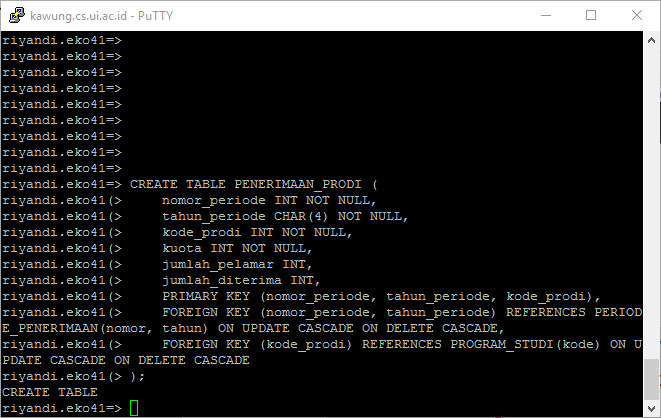 kawung.cs.ui.ac.id - PuTTY
riyandi.eko41=>
riyandi.eko41=>
riyandi.eko41=>
riyandi.eko41=>
riyandi.eko41=>
riyandi.eko41=>
riyandi.eko41=>
riyandi.eko41=>
riyandi.eko41=>
riyandi.eko41=> CREATE TABLE PENERIMAAN_PRODI (
riyandi.eko41(>     nomor_periode INT NOT NULL,
riyandi.eko41(>     tahun_periode CHAR(4) NOT NULL,
riyandi.eko41(>     kode_prodi INT NOT NULL,
riyandi.eko41(>     kuota INT NOT NULL,
riyandi.eko41(>     jumlah_pelamar INT,
riyandi.eko41(>     jumlah_diterima INT,
riyandi.eko41(>     PRIMARY KEY (nomor_periode, tahun_periode, kode_prodi),
riyandi.eko41(>     FOREIGN KEY (nomor_periode, tahun_periode) REFERENCES PERIOD
E_PENERIMAAN(nomor, tahun) ON UPDATE CASCADE ON DELETE CASCADE,
riyandi.eko41(>     FOREIGN KEY (kode_prodi) REFERENCES PROGRAM_STUDI(kode) ON U
PDATE CASCADE ON DELETE CASCADE
riyandi.eko41(> );
CREATE TABLE
riyandi.eko41=>